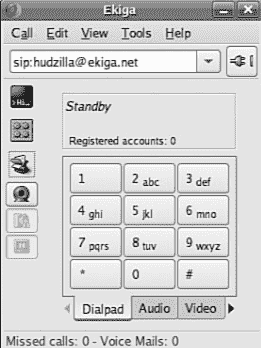 Ekiga
Call Edit View Tools Help
sip:hudzilla@ekiga.net
Standby
Registered accounts: 0
1 2 abc 3 def
4 ghi 5 jkl 6 mno
7 pqrs 8 tuv 9 wxyz
* 0 #
Dialpad Audio Video
Missed calls: 0 - Voice Mails: 0